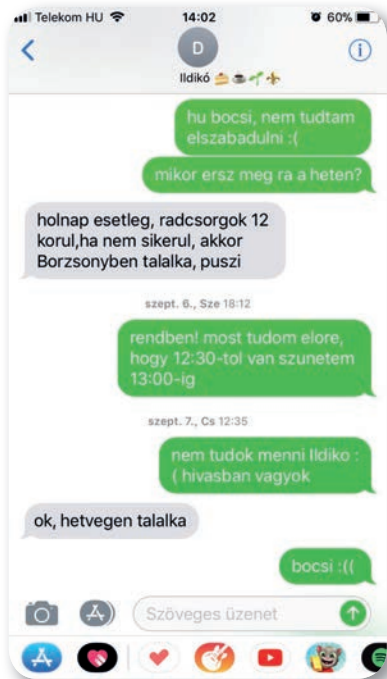 Telekom HU 14:02 60%
D
Ildikó
hu bocsi, nem tudtam
elszabadulni :(
mikor ersz meg ra a heten?
holnap esetleg, radcsorgok 12
korul,ha nem sikerul, akkor
Borzsonyben talalka, puszi
szept. 6., Sze 18:12
rendben! most tudom elore,
hogy 12:30-tol van szunetem
13:00-ig
szept. 7., Cs 12:35
nem tudok menni Ildiko :
( hivasban vagyok
ok, hetvegen talalka
bocsi :((
Szöveges üzenet